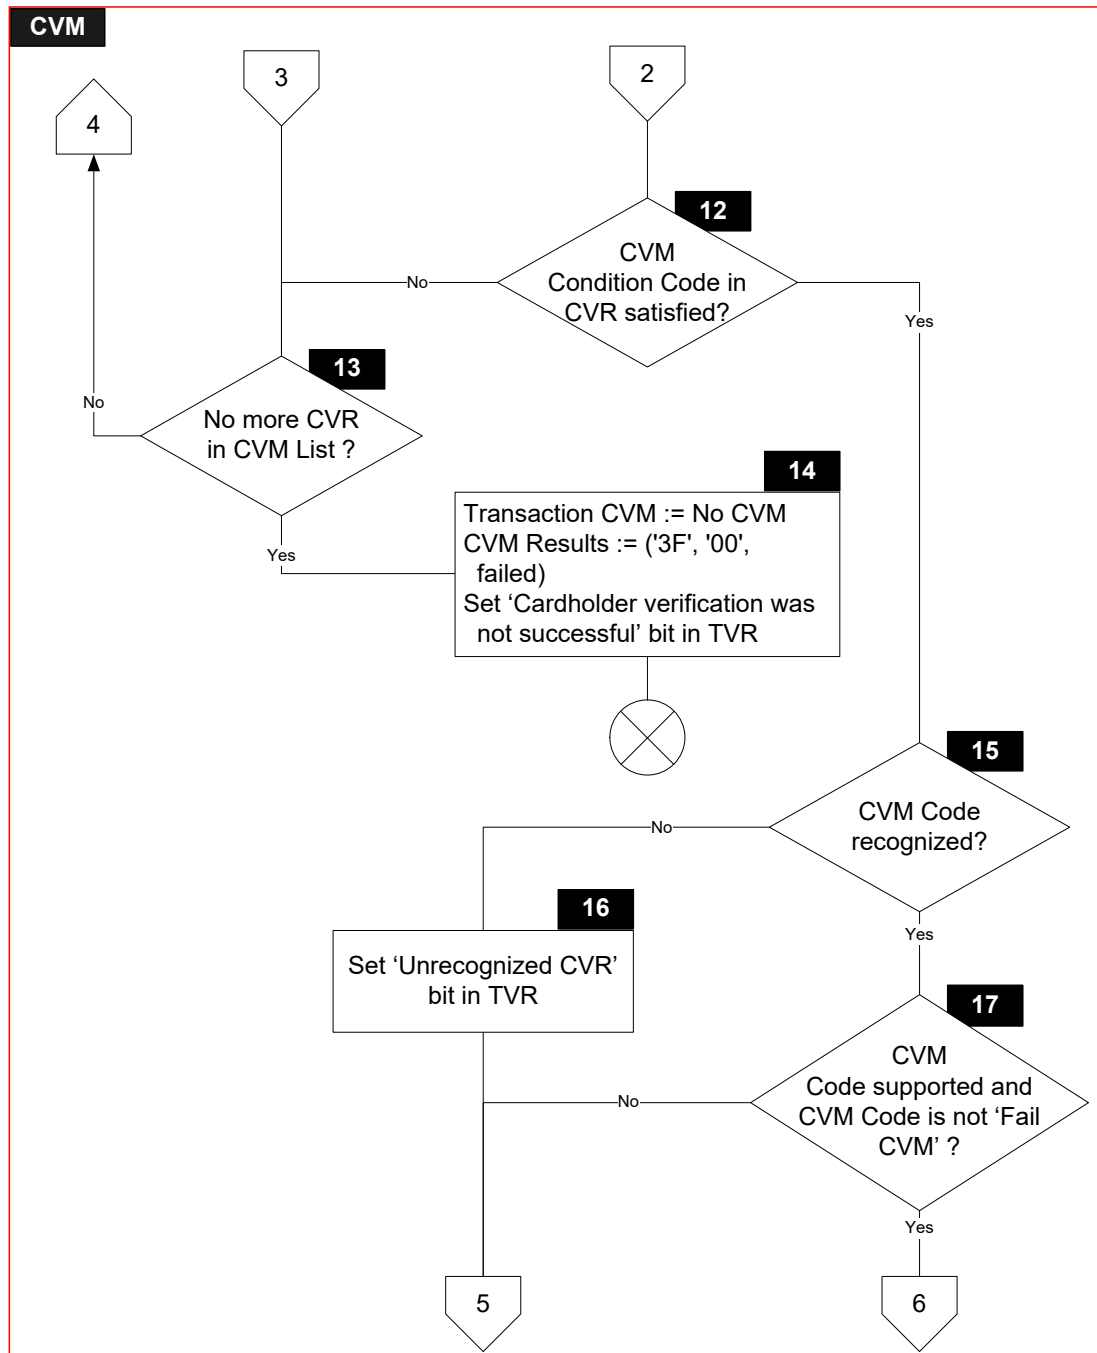 CVM
3
2
4
12
CVM
Condition Code in
CVR satisfied?
No
Yes
13
No more CVR
in CVM List ?
No
Yes
14
Transaction CVM := No CVM
CVM Results := ('3F', '00',
failed)
Set ‘Cardholder verification was
not successful’ bit in TVR
15
CVM Code
recognized?
No
Yes
16
Set ‘Unrecognized CVR’
bit in TVR
17
CVM
Code supported and
CVM Code is not ‘Fail
CVM’ ?
No
Yes
5
6